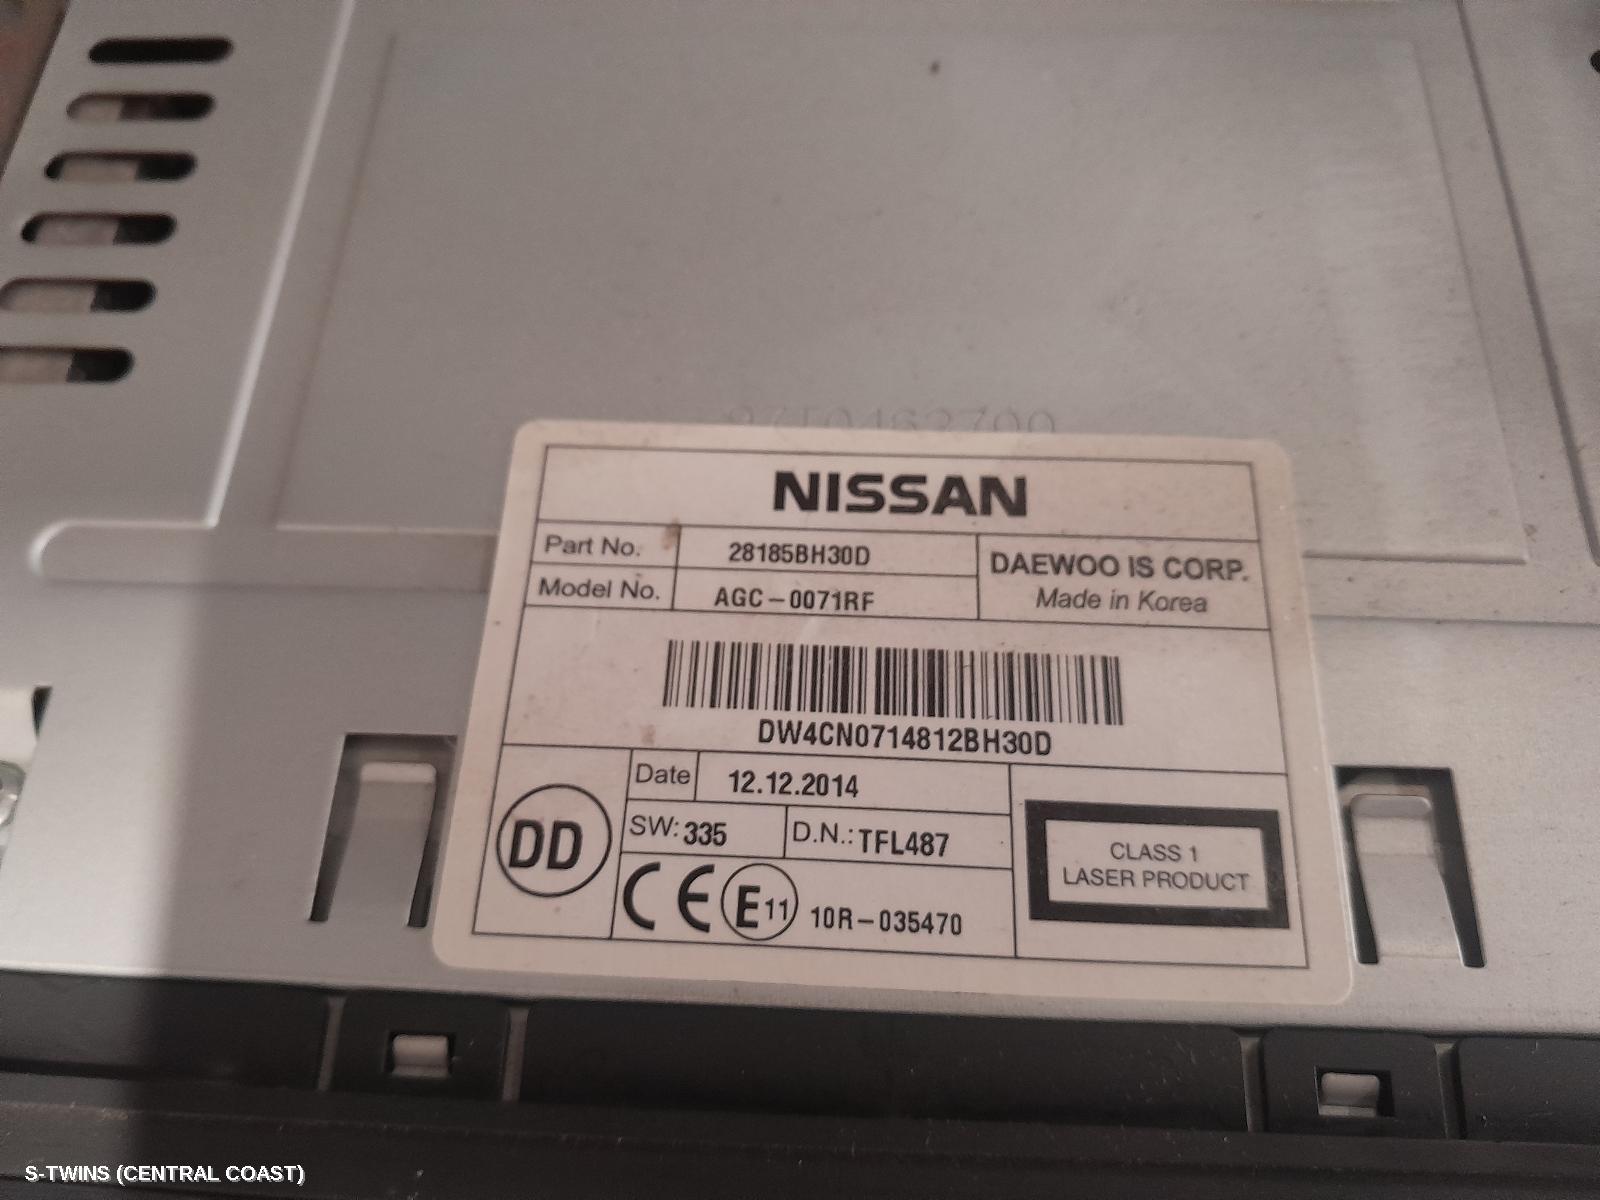 NISSAN
Part No. 28185BH30D
Model No. AGC-0071RF
DAEWOO IS CORP.
Made in Korea
DW4CN0714812BH30D
DD
Date 12.12.2014
SW: 335 D.N.: TFL487
CE E11 10R-035470
CLASS 1
LASER PRODUCT
S-TWINS (CENTRAL COAST)